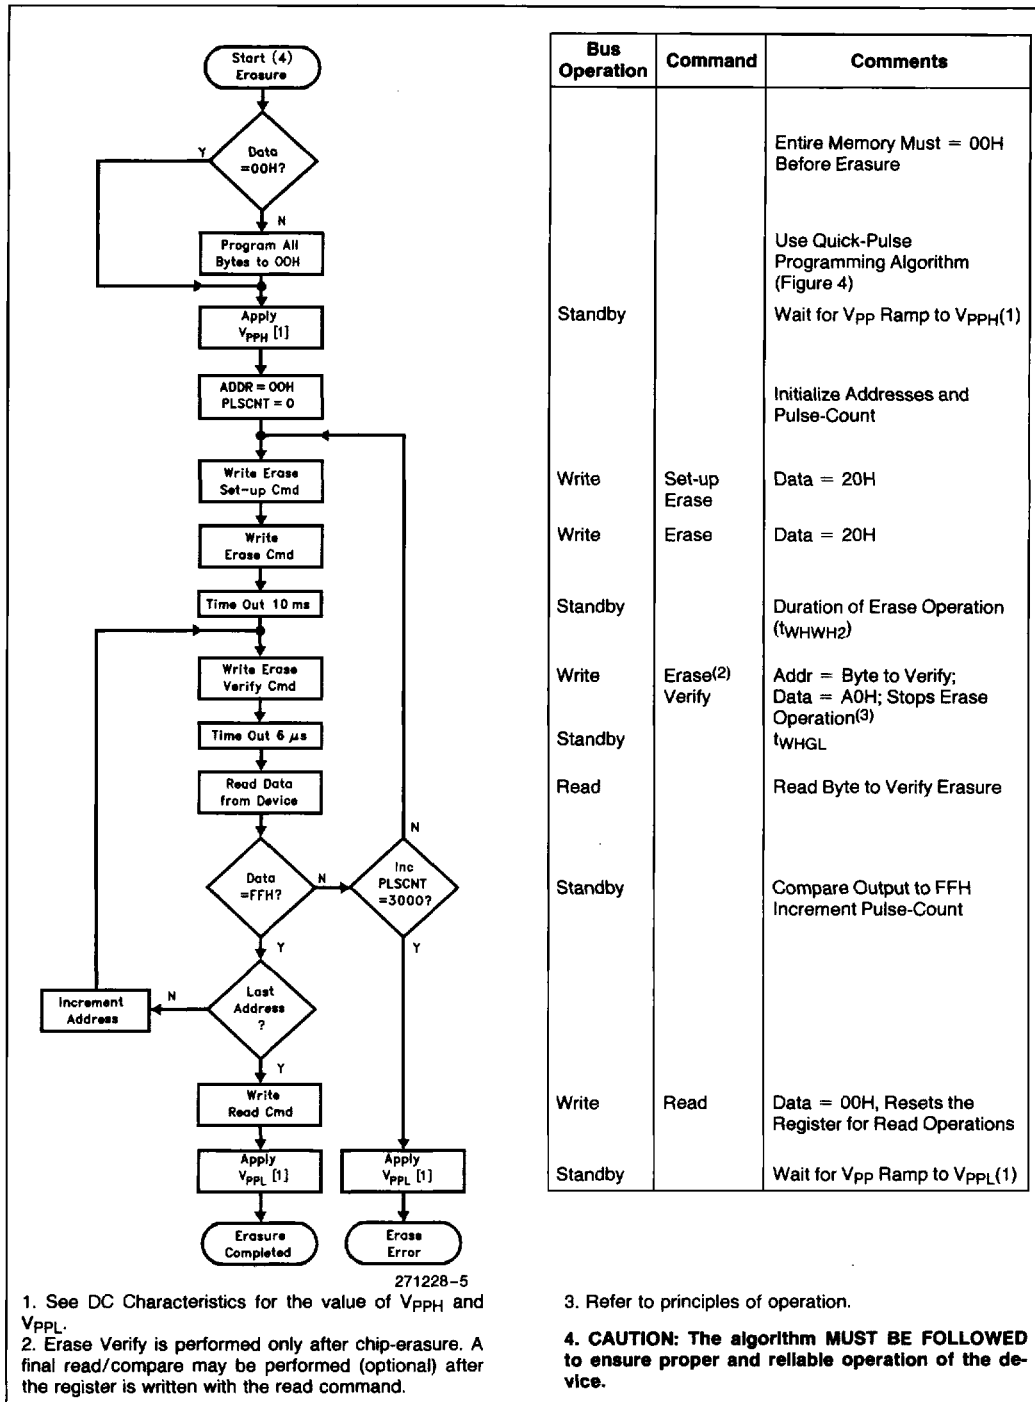 Start (4)
Erasure
Data
=00H?
Y
N
Program All
Bytes to 00H
Apply
VPPH [1]
ADDR = 00H
PLSCNT = 0
Write Erase
Set-up Cmd
Write
Erase Cmd
Time Out 10 ms
Write Erase
Verify Cmd
Time Out 6 μs
Read Data
from Device
Data
=FFH?
N
Y
Inc
PLSCNT
=3000?
N
Y
Last
Address
?
N
Y
Increment
Address
Write
Read Cmd
Apply
VPPL [1]
Apply
VPPL [1]
Erasure
Completed
Erase
Error
271228-5
Bus
Operation
Command
Comments
Entire Memory Must = 00H
Before Erasure
Use Quick-Pulse
Programming Algorithm
(Figure 4)
Standby
Wait for VPP Ramp to VPPH(1)
Initialize Addresses and
Pulse-Count
Write
Set-up
Erase
Data = 20H
Write
Erase
Data = 20H
Standby
Duration of Erase Operation
(tWHWH2)
Write
Erase(2)
Verify
Addr = Byte to Verify;
Data = A0H; Stops Erase
Operation(3)
Standby
tWHGL
Read
Read Byte to Verify Erasure
Standby
Compare Output to FFH
Increment Pulse-Count
Write
Read
Data = 00H, Resets the
Register for Read Operations
Standby
Wait for VPP Ramp to VPPL(1)
1. See DC Characteristics for the value of VPPH and
VPPL.
2. Erase Verify is performed only after chip-erasure. A
final read/compare may be performed (optional) after
the register is written with the read command.
3. Refer to principles of operation.
4. CAUTION: The algorithm MUST BE FOLLOWED
to ensure proper and reliable operation of the de-
vice.